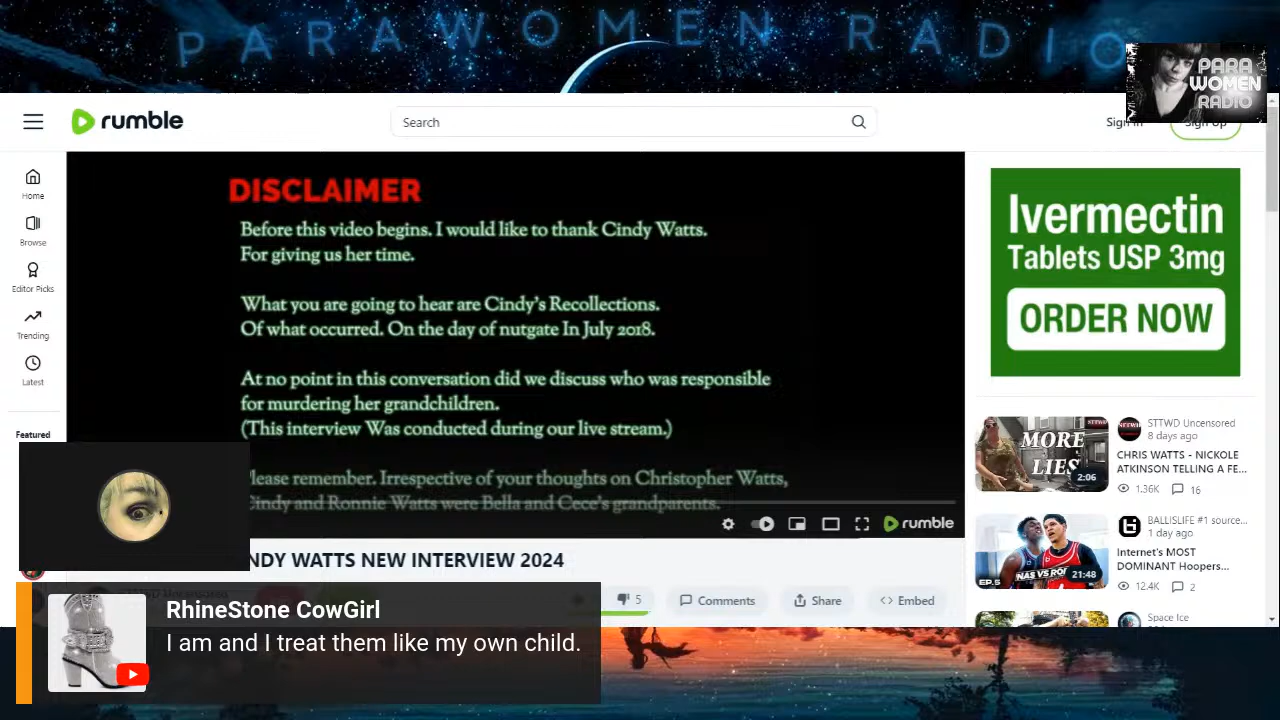 PARAWOMEN RADIO
PARA
WOMEN
RADIO
rumble
Search
Sign In
Sign Up
Home
Browse
Editor Picks
Trending
Latest
Featured
DISCLAIMER
Before this video begins. I would like to thank Cindy Watts.
For giving us her time.
What you are going to hear are Cindy's Recollections.
Of what occurred. On the day of nutgate In July 2018.
At no point in this conversation did we discuss who was responsible
for murdering her grandchildren.
(This interview Was conducted during our live stream.)
lease remember. Irrespective of your thoughts on Christopher Watts,
Cindy and Ronnie Watts were Bella and Cece's grandparents.
rumble
NDY WATTS NEW INTERVIEW 2024
5
Comments
Share
Embed
Ivermectin
Tablets USP 3mg
ORDER NOW
STTWD
MORE
LIES
2:06
STTWD Uncensored
8 days ago
CHRIS WATTS - NICKOLE
ATKINSON TELLING A FE...
1.36K
16
EP.5
NAS VS RO
21:48
BALLISLIFE #1 source...
1 day ago
Internet's MOST
DOMINANT Hoopers...
12.4K
2
Space Ice
RhineStone CowGirl
I am and I treat them like my own child.